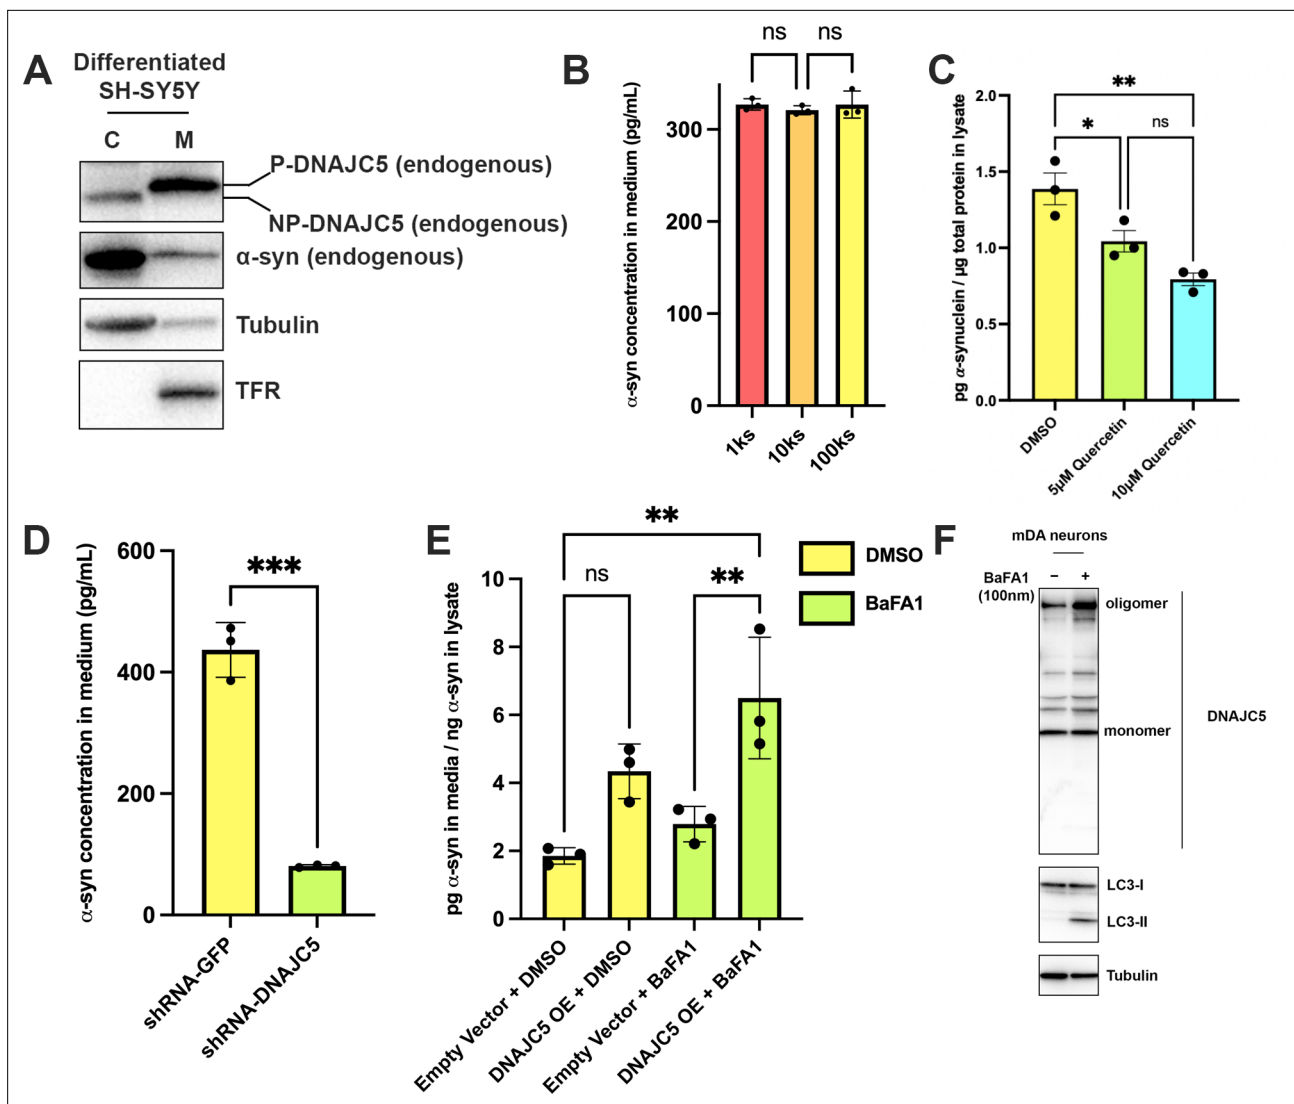 A
Differentiated
SH-SY5Y
C M
P-DNAJC5 (endogenous)
NP-DNAJC5 (endogenous)
α-syn (endogenous)
Tubulin
TFR
B
ns ns
α-syn concentration in medium (pg/mL)
300
200
100
0
1ks
10ks
100ks
C
**
* ns
pg α-synuclein / µg total protein in lysate
2.0
1.5
1.0
0.5
0.0
DMSO
5µM Quercetin
10µM Quercetin
D
***
α-syn concentration in medium (pg/mL)
600
400
200
0
shRNA-GFP
shRNA-DNAJC5
E
**
ns **
DMSO
BaFA1
pg α-syn in media / ng α-syn in lysate
10
8
6
4
2
0
Empty Vector + DMSO
DNAJC5 OE + DMSO
Empty Vector + BaFA1
DNAJC5 OE + BaFA1
F
mDA neurons
BaFA1 − +
(100nm)
oligomer
monomer
DNAJC5
LC3-I
LC3-II
Tubulin